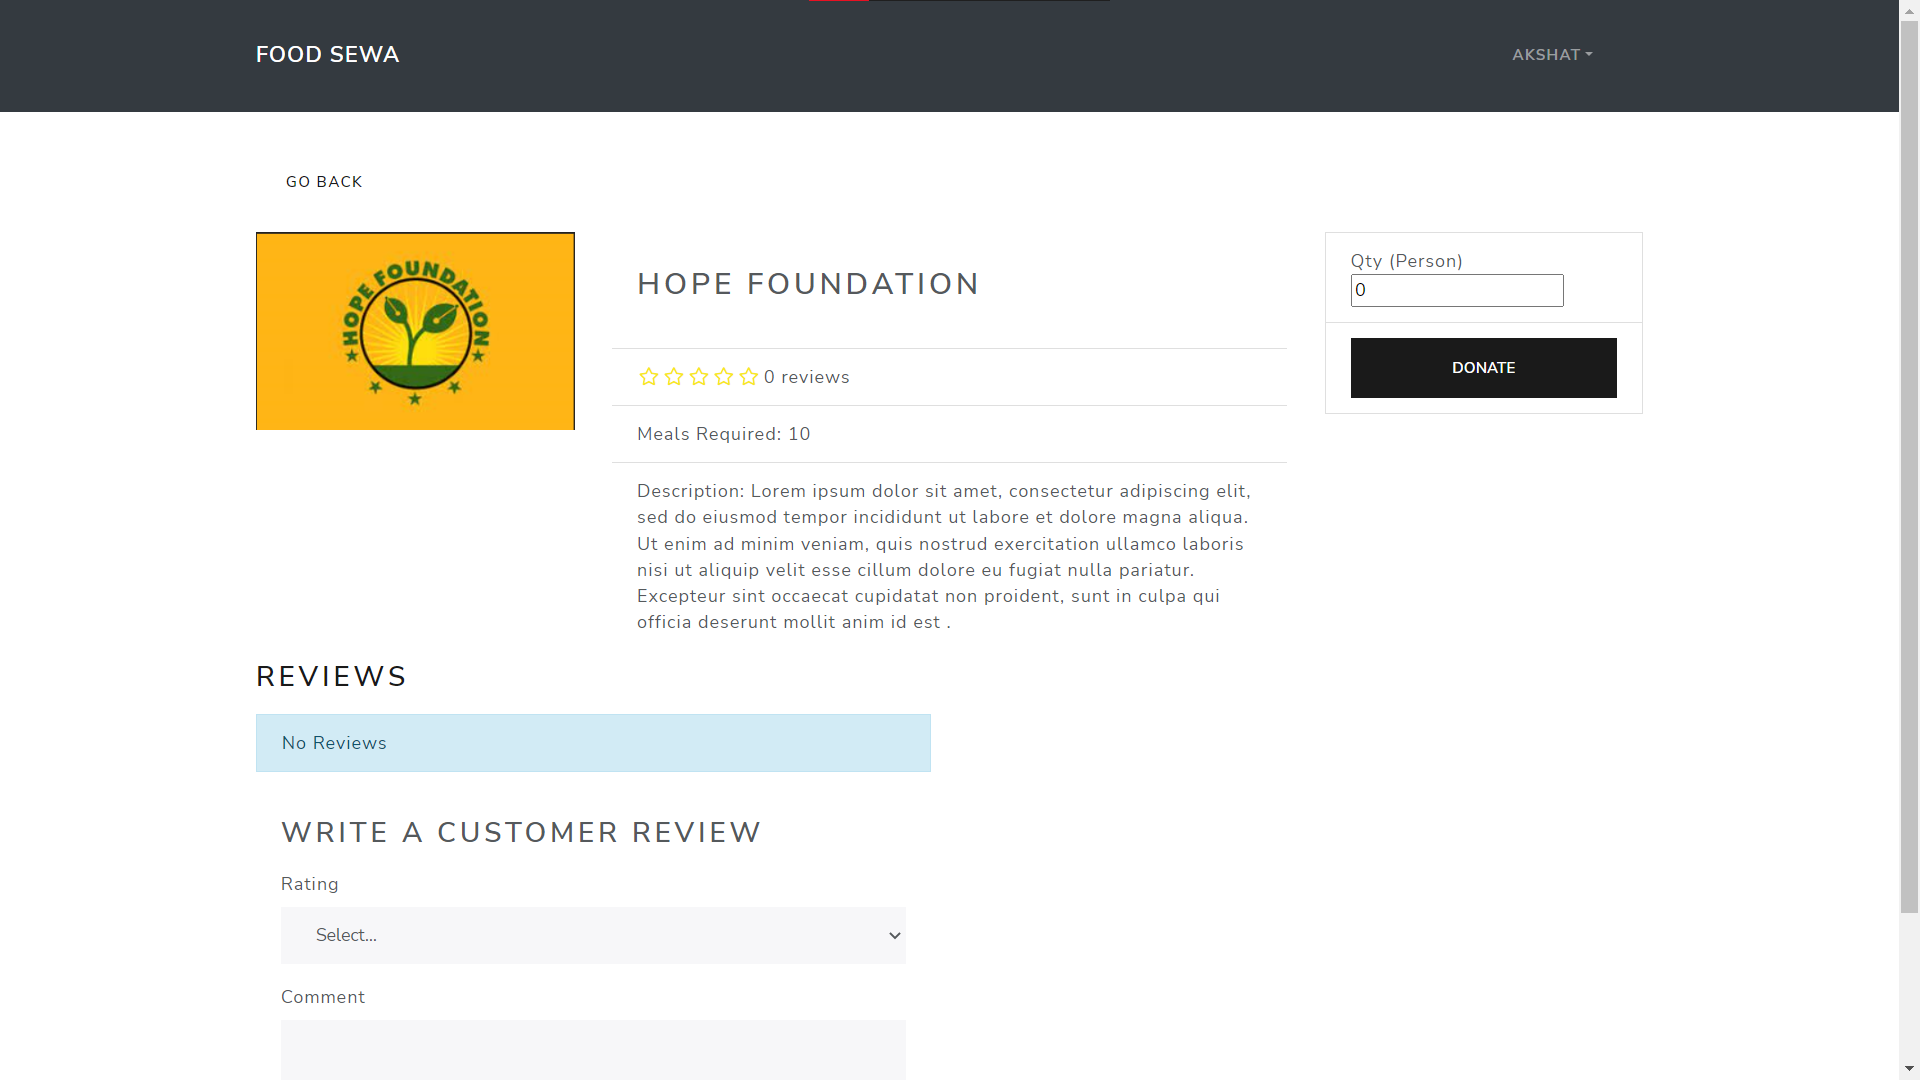 FOOD SEWA
AKSHAT
GO BACK
HOPE FOUNDATION
HOPE FOUNDATION
0 reviews
Meals Required: 10
Description: Lorem ipsum dolor sit amet, consectetur adipiscing elit,
sed do eiusmod tempor incididunt ut labore et dolore magna aliqua.
Ut enim ad minim veniam, quis nostrud exercitation ullamco laboris
nisi ut aliquip velit esse cillum dolore eu fugiat nulla pariatur.
Excepteur sint occaecat cupidatat non proident, sunt in culpa qui
officia deserunt mollit anim id est .
Qty (Person)
0
DONATE
REVIEWS
No Reviews
WRITE A CUSTOMER REVIEW
Rating
Select...
Comment